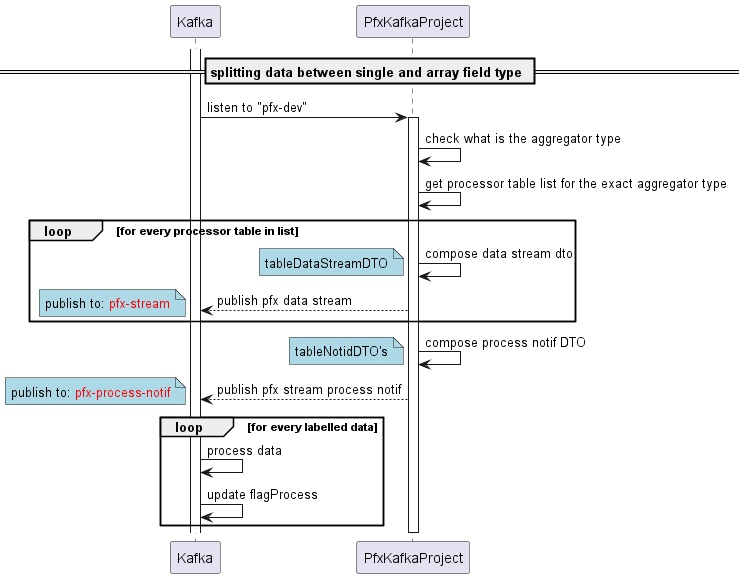 Kafka
PfxKafkaProject
splitting data between single and array field type
listen to "pfx-dev"
check what is the aggregator type
get processor table list for the exact aggregator type
loop [for every processor table in list]
tableDataStreamDTO
compose data stream dto
publish to: pfx-stream
publish pfx data stream
tableNotidDTO's
compose process notif DTO
publish to: pfx-process-notif
publish pfx stream process notif
loop [for every labelled data]
process data
update flagProcess
Kafka
PfxKafkaProject